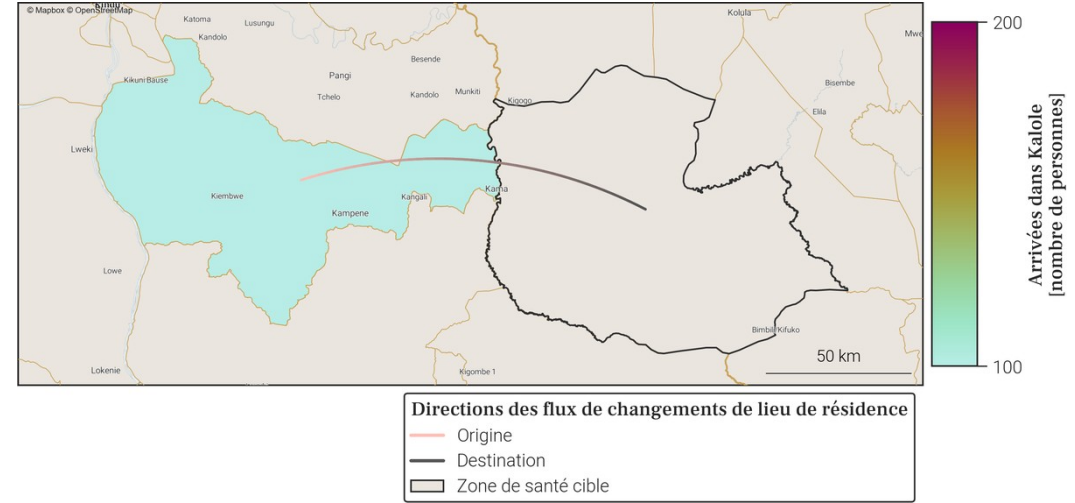 © Mapbox © OpenStreetMap
Kindu
Katoma
Lusungu
Kolula
Kandolo
Mwe
Besende
Pangi
Kikuni Bause
Bisembe
Tchelo
Kandolo
Munkiti
Kigogo
Elila
Lweki
Kama
Kiembwe
Kangali
Kampene
Lowe
Bimbili Kifuko
50 km
Lokenie
Kigombe 1
200
100
Arrivées dans Kalole
[nombre de personnes]
Directions des flux de changements de lieu de résidence
Origine
Destination
Zone de santé cible